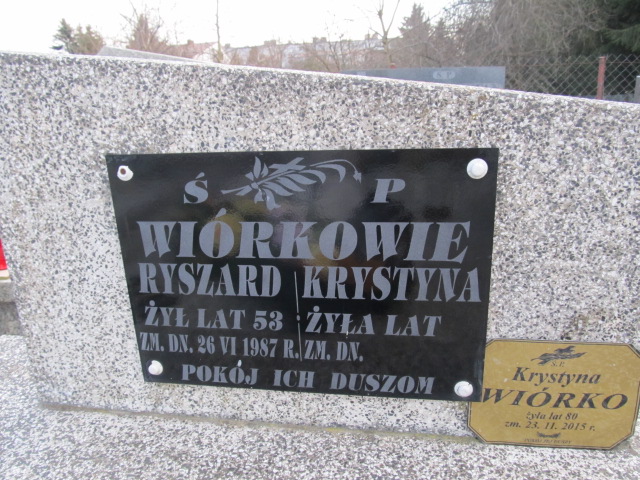 Ś P
WIÓRKOWIE
RYSZARD KRYSTYNA
ŻYŁ LAT 53 ŻYŁA LAT
ZM. DN. 26 VI 1987 R. ZM. DN.
POKÓJ ICH DUSZOM
Ś.P.
Krystyna
WIÓRKO
żyła lat 80
zm. 23. 11. 2015 r.